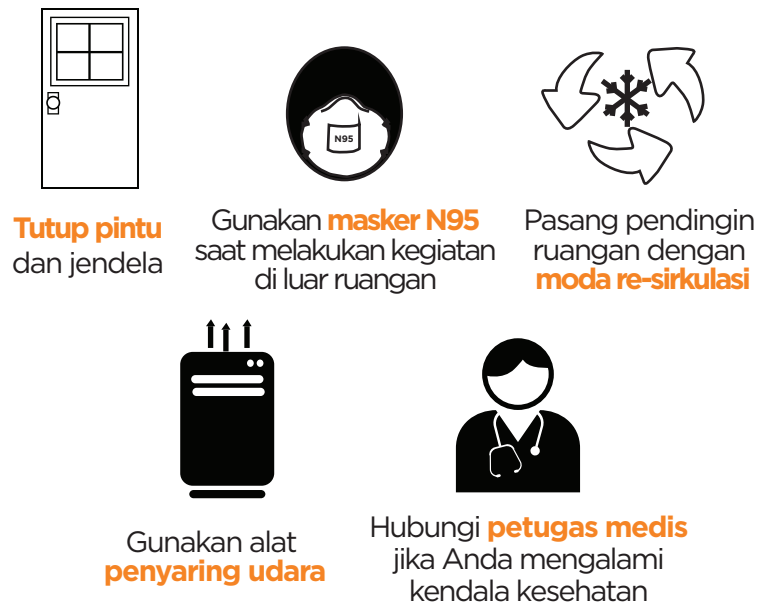 N95
Tutup pintu
dan jendela
Gunakan masker N95
saat melakukan kegiatan
di luar ruangan
Pasang pendingin
ruangan dengan
moda re-sirkulasi
Gunakan alat
penyaring udara
Hubungi petugas medis
jika Anda mengalami
kendala kesehatan